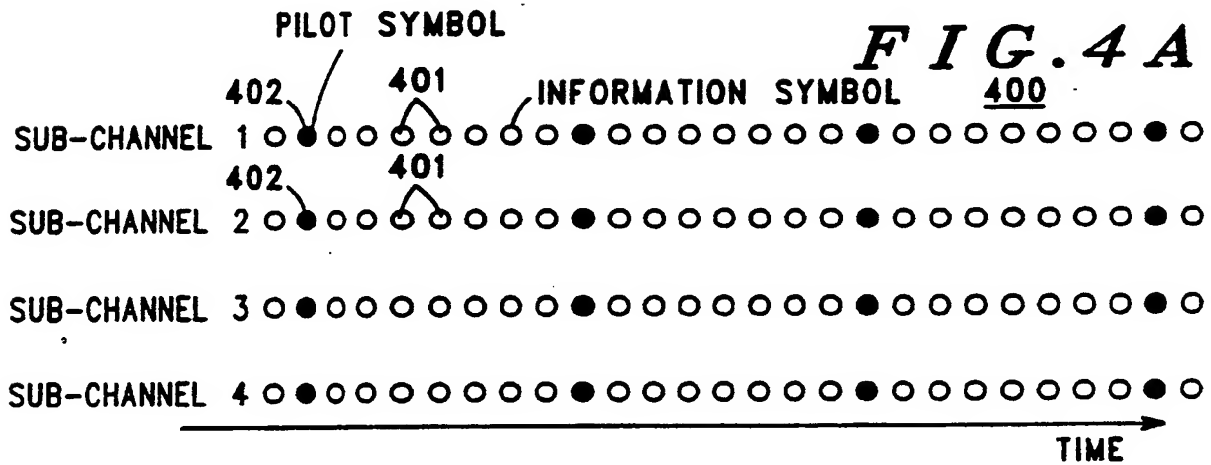 PILOT SYMBOL
FIG. 4A
402
401
INFORMATION SYMBOL
400
SUB-CHANNEL 1
402
401
SUB-CHANNEL 2
SUB-CHANNEL 3
SUB-CHANNEL 4
TIME